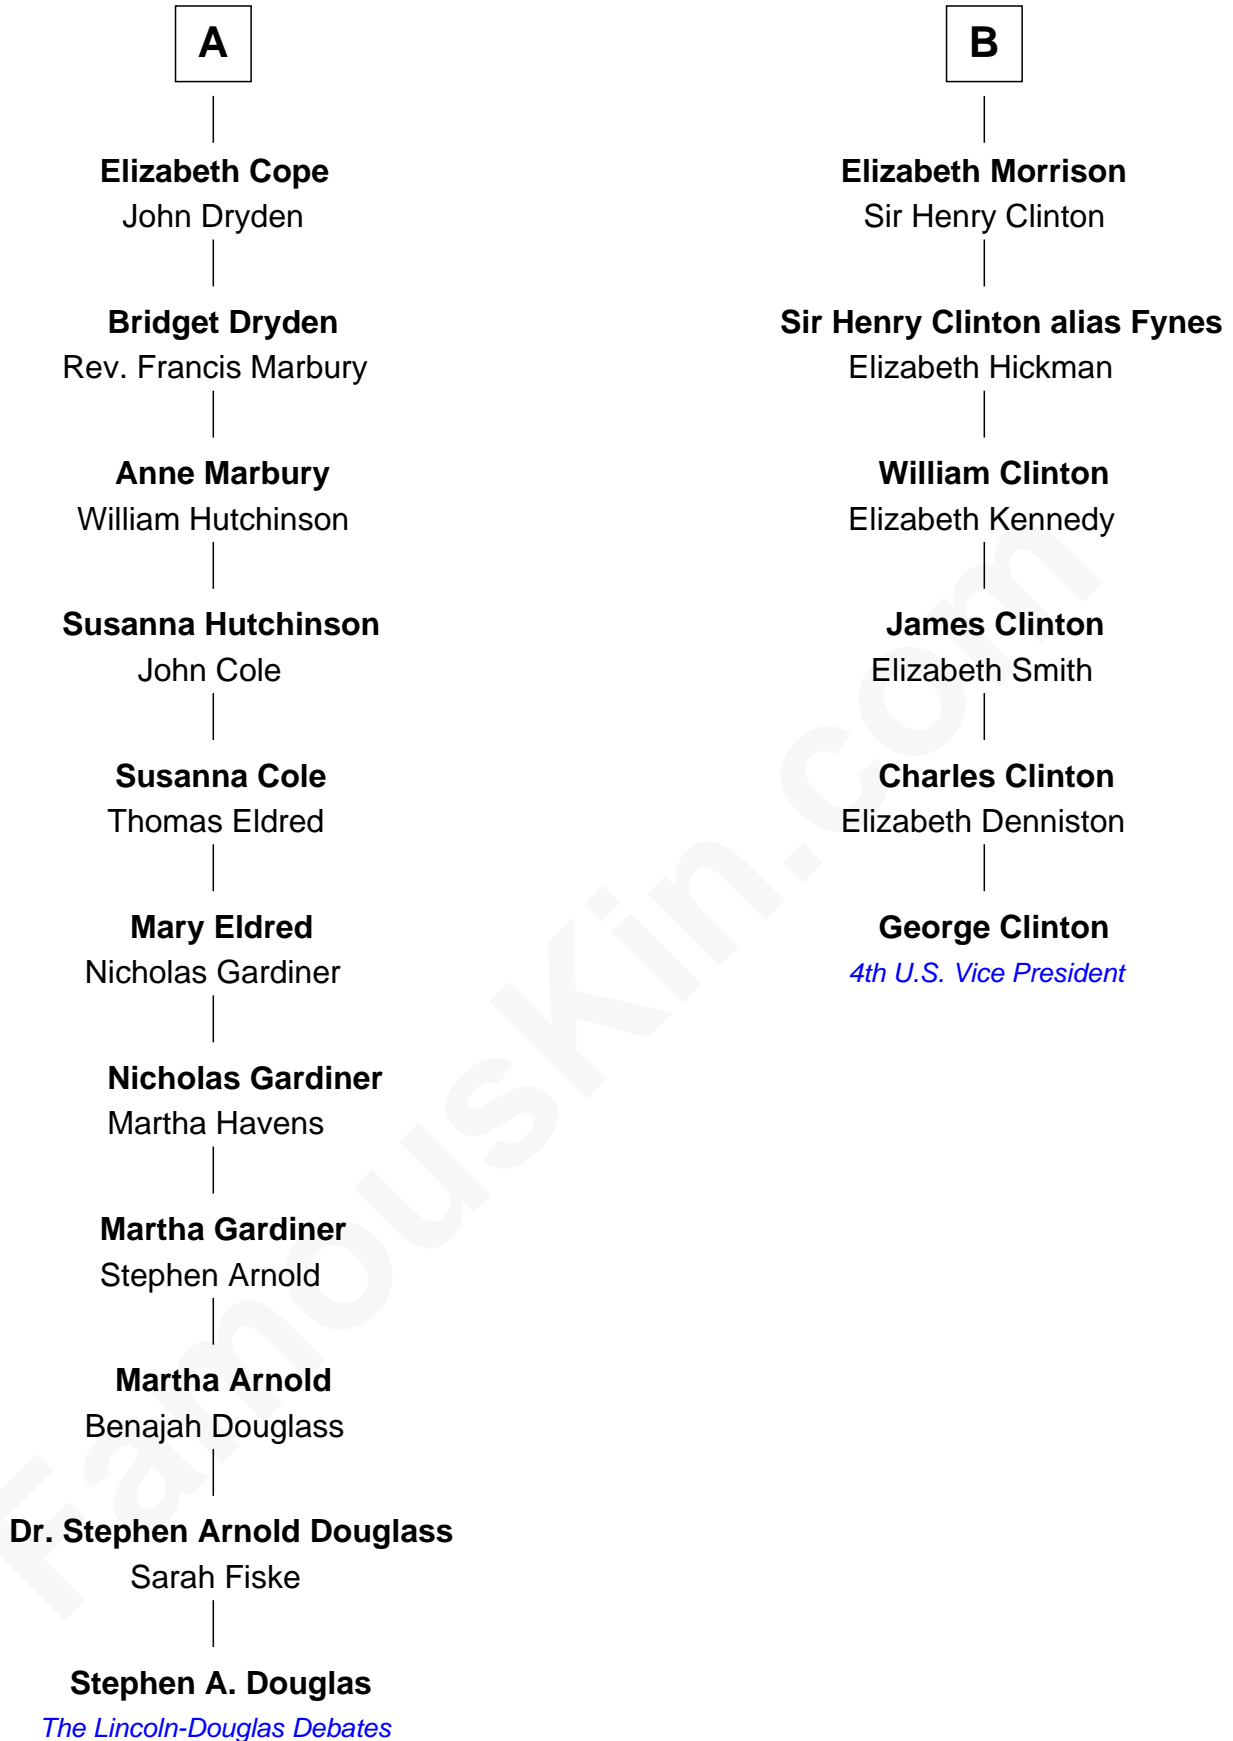 A
Elizabeth Cope
John Dryden
Bridget Dryden
Rev. Francis Marbury
Anne Marbury
William Hutchinson
Susanna Hutchinson
John Cole
Susanna Cole
Thomas Eldred
Mary Eldred
Nicholas Gardiner
Nicholas Gardiner
Martha Havens
Martha Gardiner
Stephen Arnold
Martha Arnold
Benajah Douglass
Dr. Stephen Arnold Douglass
Sarah Fiske
Stephen A. Douglas
The Lincoln-Douglas Debates
B
Elizabeth Morrison
Sir Henry Clinton
Sir Henry Clinton alias Fynes
Elizabeth Hickman
William Clinton
Elizabeth Kennedy
James Clinton
Elizabeth Smith
Charles Clinton
Elizabeth Denniston
George Clinton
4th U.S. Vice President
FamousKin.com